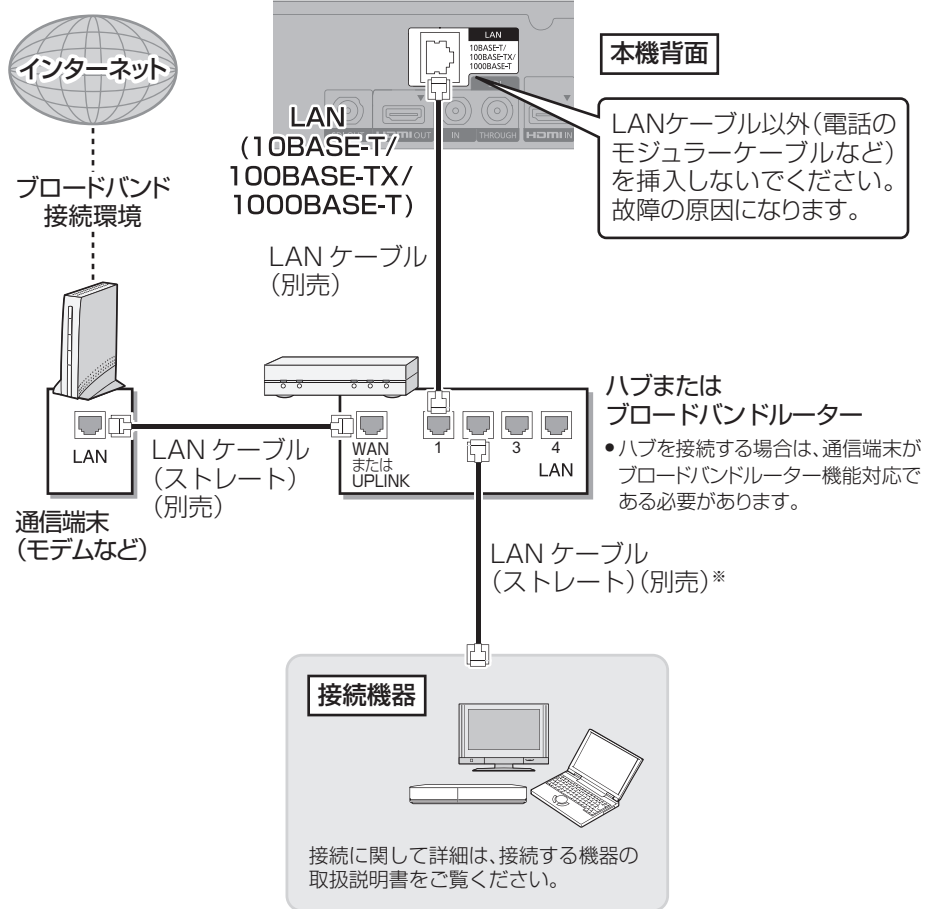 インターネット
LAN
10BASE-T/
100BASE-TX/
1000BASE-T
本機背面
HDMI OUT
IN
THROUGH
HDMI IN
LAN
(10BASE-T/
100BASE-TX/
1000BASE-T)
LANケーブル以外(電話の
モジュラーケーブルなど)
を挿入しないでください。
故障の原因になります。
ブロードバンド
接続環境
LAN ケーブル
(別売)
LAN
通信端末
(モデムなど)
LAN ケーブル
(ストレート)
(別売)
WAN
または
UPLINK
1
3
4
LAN
ハブまたは
ブロードバンドルーター
•ハブを接続する場合は、通信端末が
ブロードバンドルーター機能対応で
ある必要があります。
LAN ケーブル
(ストレート)(別売)※
接続機器
接続に関して詳細は、接続する機器の
取扱説明書をご覧ください。